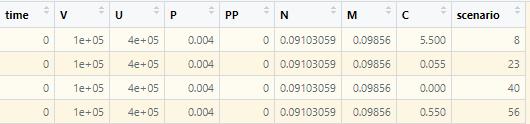 time V U P PP N M C scenario
0 1e+05 4e+05 0.004 0 0.09103059 0.09856 5.500 8
0 1e+05 4e+05 0.004 0 0.09103059 0.09856 0.055 23
0 1e+05 4e+05 0.004 0 0.09103059 0.09856 0.000 40
0 1e+05 4e+05 0.004 0 0.09103059 0.09856 0.550 56